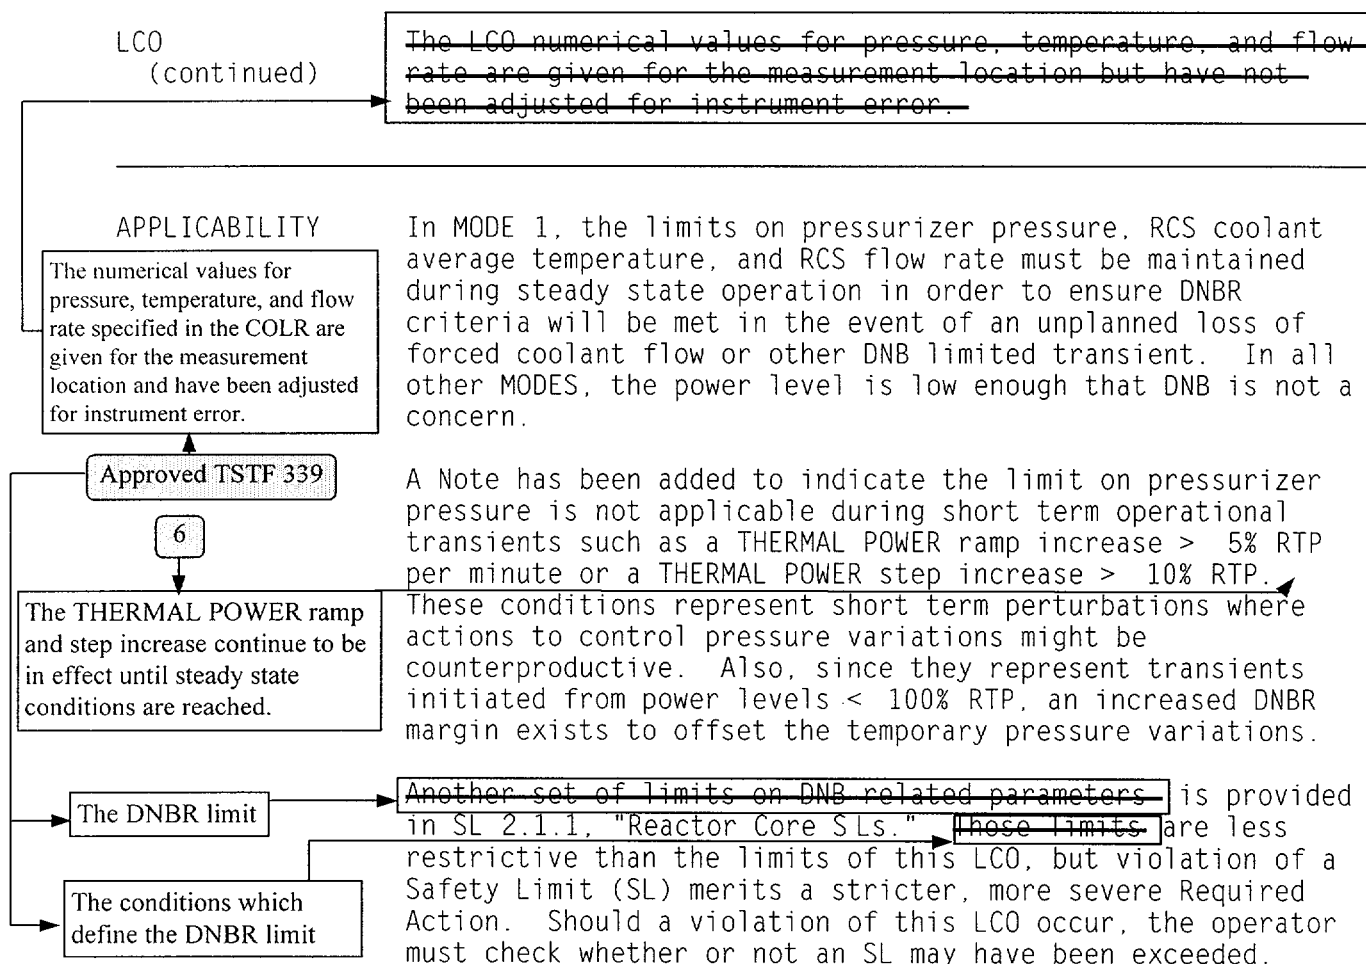 LCO
(continued)
The LCO numerical values for pressure, temperature, and flow
rate are given for the measurement location but have not
been adjusted for instrument error.
APPLICABILITY
In MODE 1, the limits on pressurizer pressure, RCS coolant
average temperature, and RCS flow rate must be maintained
during steady state operation in order to ensure DNBR
criteria will be met in the event of an unplanned loss of
forced coolant flow or other DNB limited transient. In all
other MODES, the power level is low enough that DNB is not a
concern.
The numerical values for
pressure, temperature, and flow
rate specified in the COLR are
given for the measurement
location and have been adjusted
for instrument error.
Approved TSTF 339
A Note has been added to indicate the limit on pressurizer
pressure is not applicable during short term operational
transients such as a THERMAL POWER ramp increase > 5% RTP
per minute or a THERMAL POWER step increase > 10% RTP.
These conditions represent short term perturbations where
actions to control pressure variations might be
counterproductive. Also, since they represent transients
initiated from power levels < 100% RTP, an increased DNBR
margin exists to offset the temporary pressure variations.
6
The THERMAL POWER ramp
and step increase continue to be
in effect until steady state
conditions are reached.
The DNBR limit
Another set of limits on DNB related parameters is provided
in SL 2.1.1, "Reactor Core SLs." Those limits are less
restrictive than the limits of this LCO, but violation of a
Safety Limit (SL) merits a stricter, more severe Required
Action. Should a violation of this LCO occur, the operator
must check whether or not an SL may have been exceeded.
The conditions which
define the DNBR limit